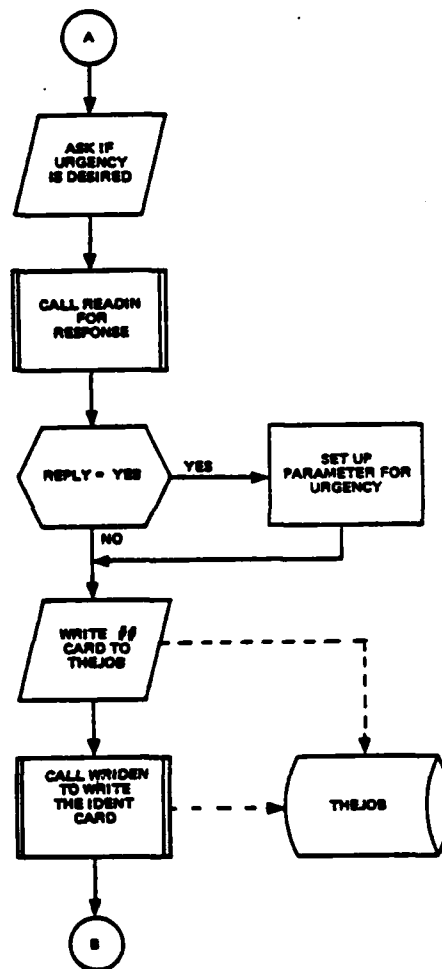 A
ASK IF
URGENCY
IS DESIRED
CALL READIN
FOR
RESPONSE
REPLY = YES
YES
SET UP
PARAMETER FOR
URGENCY
NO
WRITE ##
CARD TO
THEJOB
CALL WRIDEN
TO WRITE
THE IDENT
CARD
THEJOB
B